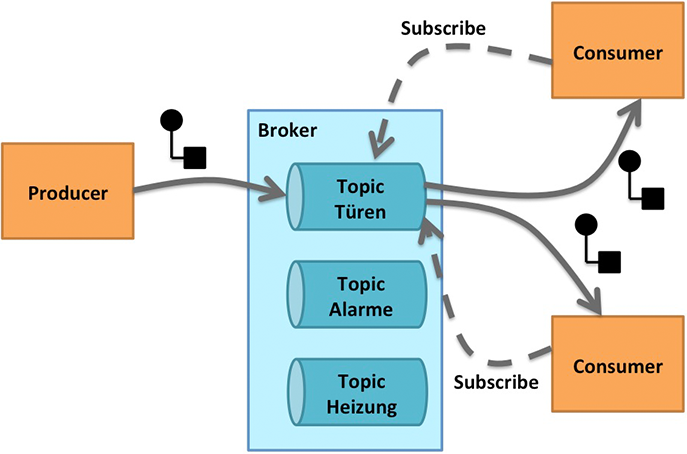 Subscribe
Consumer
Broker
Producer
Topic
Türen
Topic
Alarme
Topic
Heizung
Subscribe
Consumer